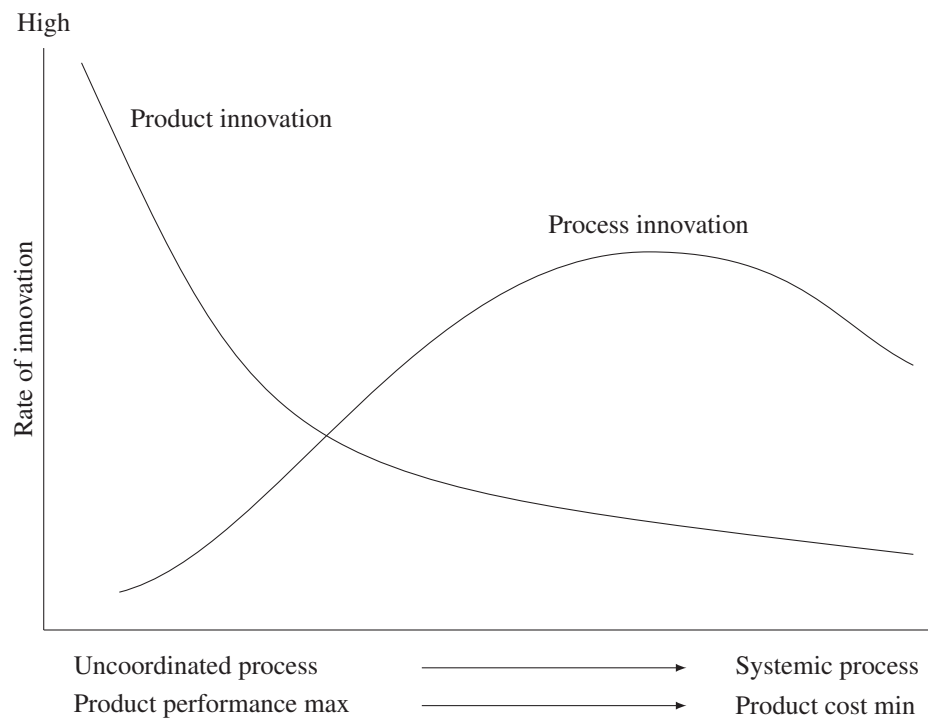 High
Product innovation
Process innovation
Rate of innovation
Uncoordinated process Systemic process
Product performance max Product cost min